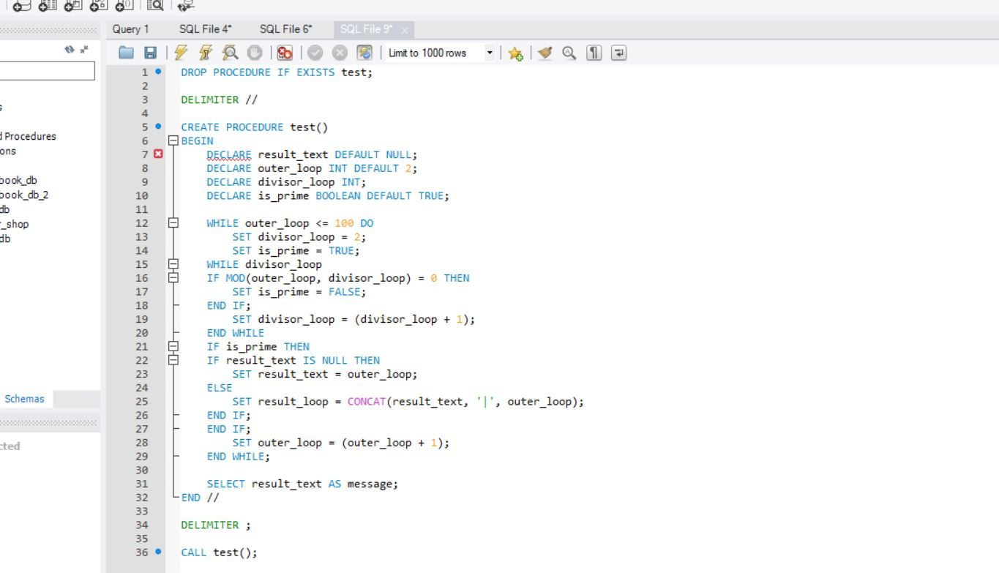 Query 1 SQL File 4* SQL File 6* SQL File 9*
Limit to 1000 rows
1 DROP PROCEDURE IF EXISTS test;
2
3 DELIMITER //
4
5 CREATE PROCEDURE test()
6 BEGIN
7 DECLARE result_text DEFAULT NULL;
8 DECLARE outer_loop INT DEFAULT 2;
9 DECLARE divisor_loop INT;
10 DECLARE is_prime BOOLEAN DEFAULT TRUE;
11
12 WHILE outer_loop <= 100 DO
13 SET divisor_loop = 2;
14 SET is_prime = TRUE;
15 WHILE divisor_loop
16 IF MOD(outer_loop, divisor_loop) = 0 THEN
17 SET is_prime = FALSE;
18 END IF;
19 SET divisor_loop = (divisor_loop + 1);
20 END WHILE
21 IF is_prime THEN
22 IF result_text IS NULL THEN
23 SET result_text = outer_loop;
24 ELSE
25 SET result_loop = CONCAT(result_text, '|', outer_loop);
26 END IF;
27 END IF;
28 SET outer_loop = (outer_loop + 1);
29 END WHILE;
30
31 SELECT result_text AS message;
32 END //
33
34 DELIMITER ;
35
36 CALL test();
s
d Procedures
ons
book_db
book_db_2
db
r_shop
db
Schemas
cted